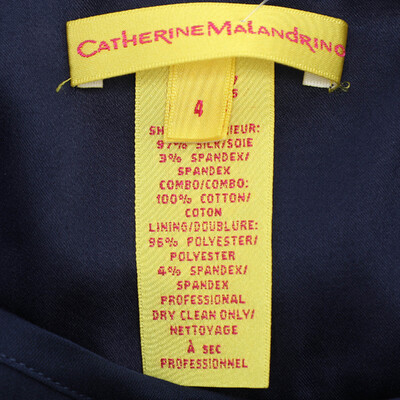 CATHERINE MALANDRINO
4
97% SILK/SOIE
3% SPANDEX/
SPANDEX
COMBO/COMBO:
100% COTTON/
COTON
LINING/DOUBLURE:
96% POLYESTER/
POLYESTER
4% SPANDEX/
SPANDEX
PROFESSIONAL
DRY CLEAN ONLY/
NETTOYAGE
À SEC
PROFESSIONNEL